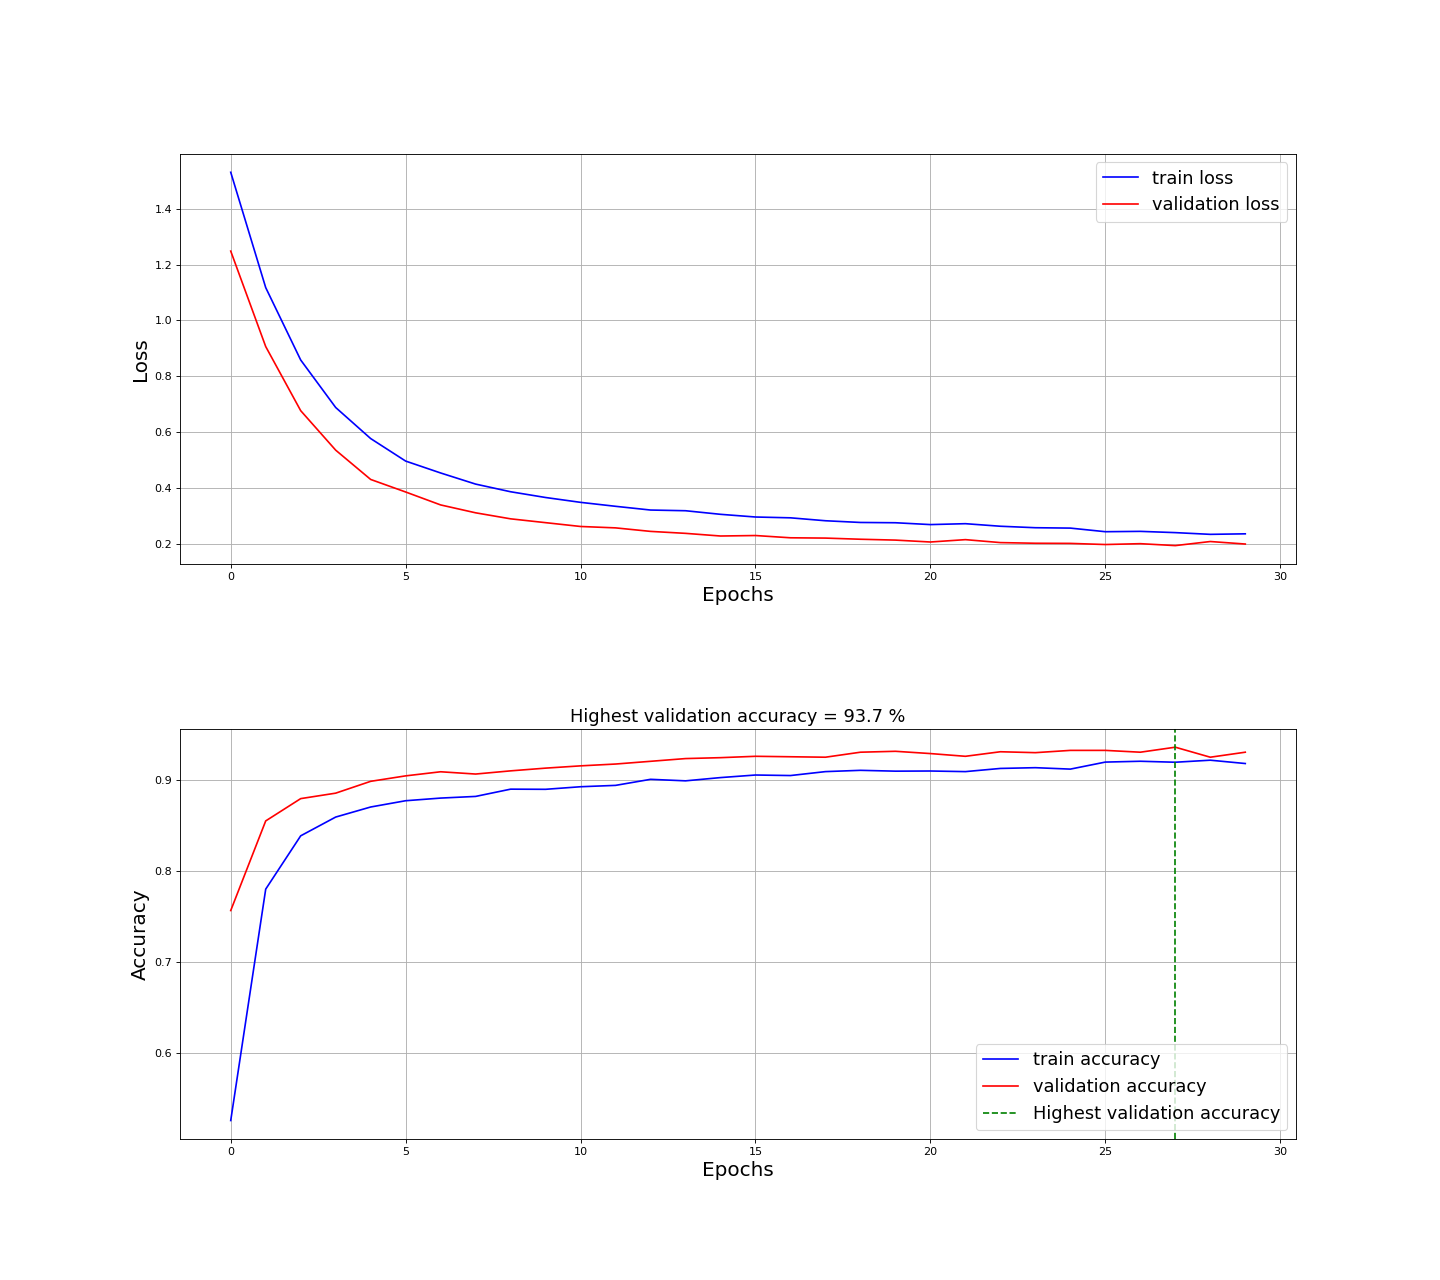 train loss
validation loss
1.4
1.2
1.0
0.8
0.6
0.4
0.2
Loss
0 5 10 15 20 25 30
Epochs
Highest validation accuracy = 93.7 %
0.9
0.8
0.7
0.6
Accuracy
train accuracy
validation accuracy
Highest validation accuracy
0 5 10 15 20 25 30
Epochs